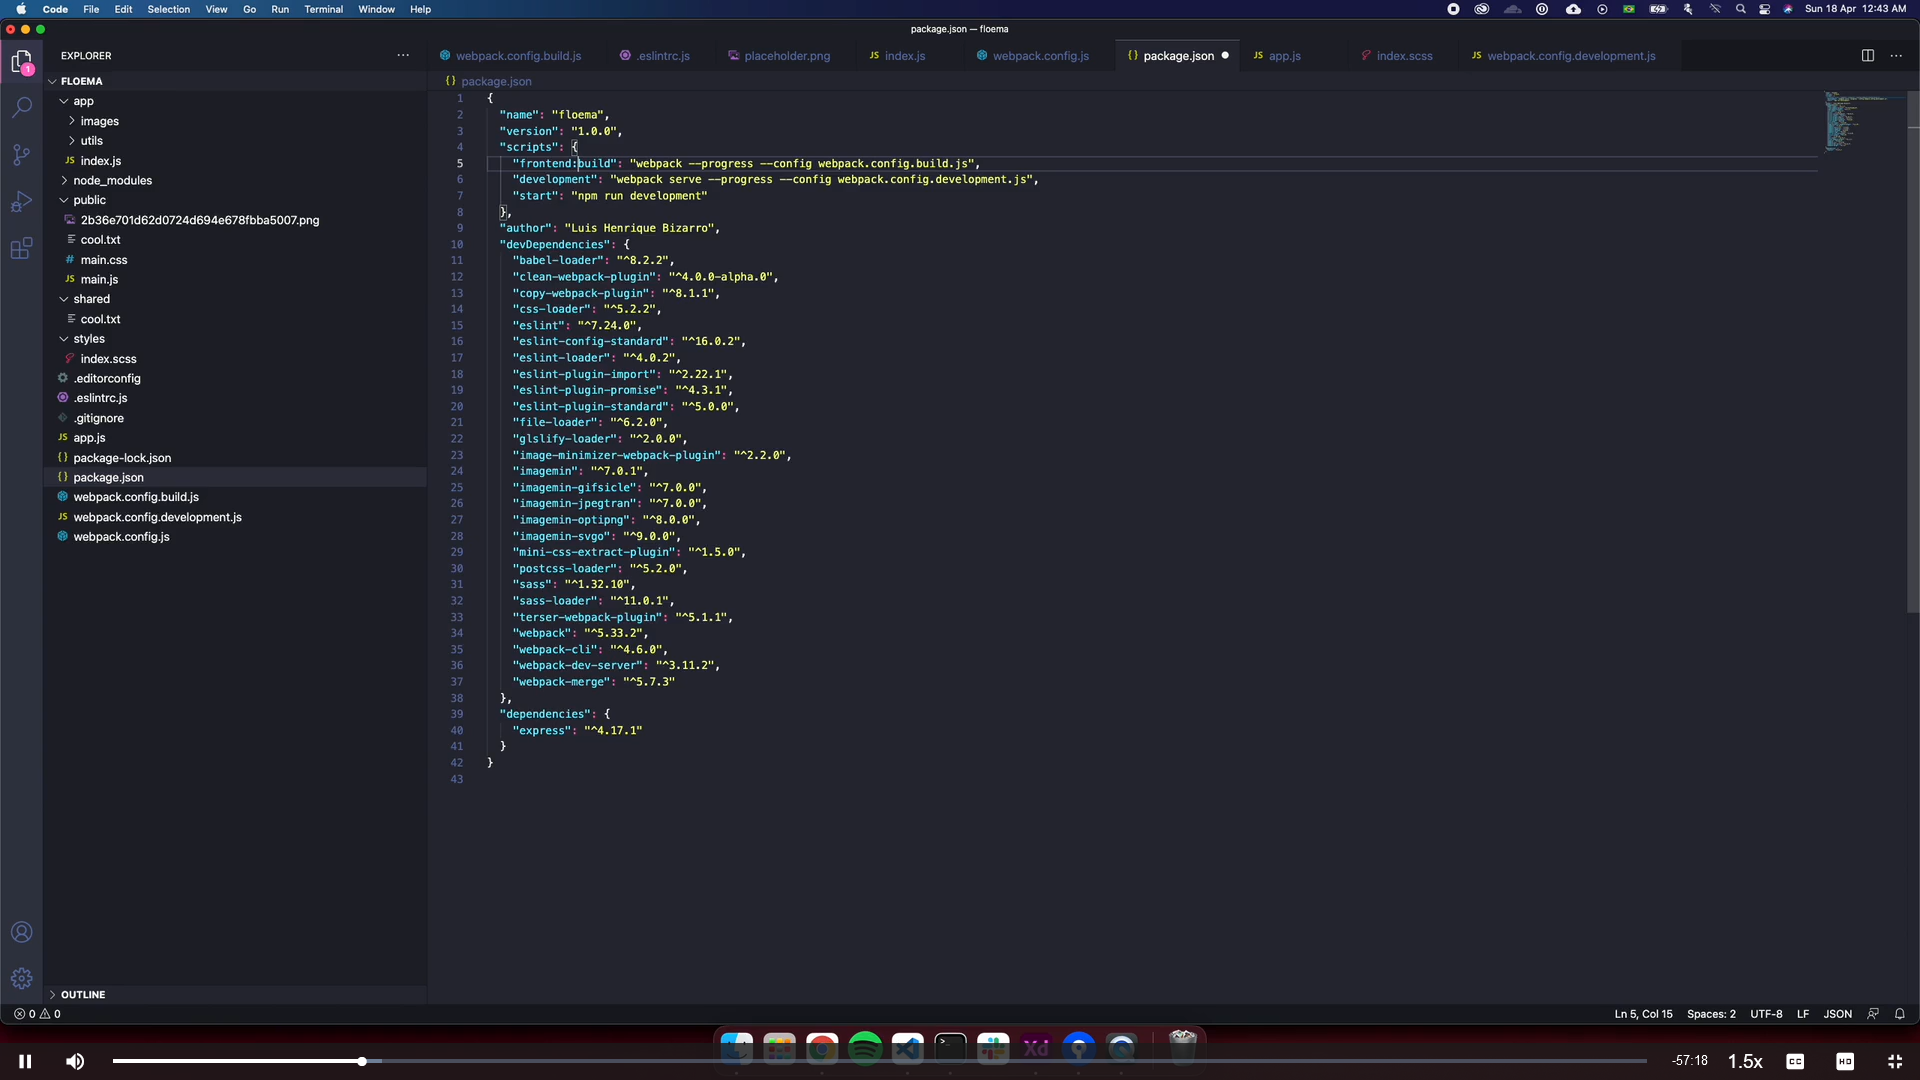 Code File Edit Selection View Go Run Terminal Window Help Sun 18 Apr 12:43 AM
package.json — floema
EXPLORER
webpack.config.build.js .eslintrc.js placeholder.png JS index.js webpack.config.js {} package.json JS app.js index.scss JS webpack.config.development.js
FLOEMA
{} package.json
app
images
utils
JS index.js
node_modules
public
2b36e701d62d0724d694e678fbba5007.png
cool.txt
# main.css
JS main.js
shared
cool.txt
styles
index.scss
.editorconfig
.eslintrc.js
.gitignore
JS app.js
{} package-lock.json
{} package.json
webpack.config.build.js
JS webpack.config.development.js
webpack.config.js
OUTLINE
1 {
2 "name": "floema",
3 "version": "1.0.0",
4 "scripts": {
5 "frontend:build": "webpack --progress --config webpack.config.build.js",
6 "development": "webpack serve --progress --config webpack.config.development.js",
7 "start": "npm run development"
8 },
9 "author": "Luis Henrique Bizarro",
10 "devDependencies": {
11 "babel-loader": "^8.2.2",
12 "clean-webpack-plugin": "^4.0.0-alpha.0",
13 "copy-webpack-plugin": "^8.1.1",
14 "css-loader": "^5.2.2",
15 "eslint": "^7.24.0",
16 "eslint-config-standard": "^16.0.2",
17 "eslint-loader": "^4.0.2",
18 "eslint-plugin-import": "^2.22.1",
19 "eslint-plugin-promise": "^4.3.1",
20 "eslint-plugin-standard": "^5.0.0",
21 "file-loader": "^6.2.0",
22 "glslify-loader": "^2.0.0",
23 "image-minimizer-webpack-plugin": "^2.2.0",
24 "imagemin": "^7.0.1",
25 "imagemin-gifsicle": "^7.0.0",
26 "imagemin-jpegtran": "^7.0.0",
27 "imagemin-optipng": "^8.0.0",
28 "imagemin-svgo": "^9.0.0",
29 "mini-css-extract-plugin": "^1.5.0",
30 "postcss-loader": "^5.2.0",
31 "sass": "^1.32.10",
32 "sass-loader": "^11.0.1",
33 "terser-webpack-plugin": "^5.1.1",
34 "webpack": "^5.33.2",
35 "webpack-cli": "^4.6.0",
36 "webpack-dev-server": "^3.11.2",
37 "webpack-merge": "^5.7.3"
38 },
39 "dependencies": {
40 "express": "^4.17.1"
41 }
42 }
43
0 0 Ln 5, Col 15 Spaces: 2 UTF-8 LF JSON
Xd
-57:18 1.5x CC HD